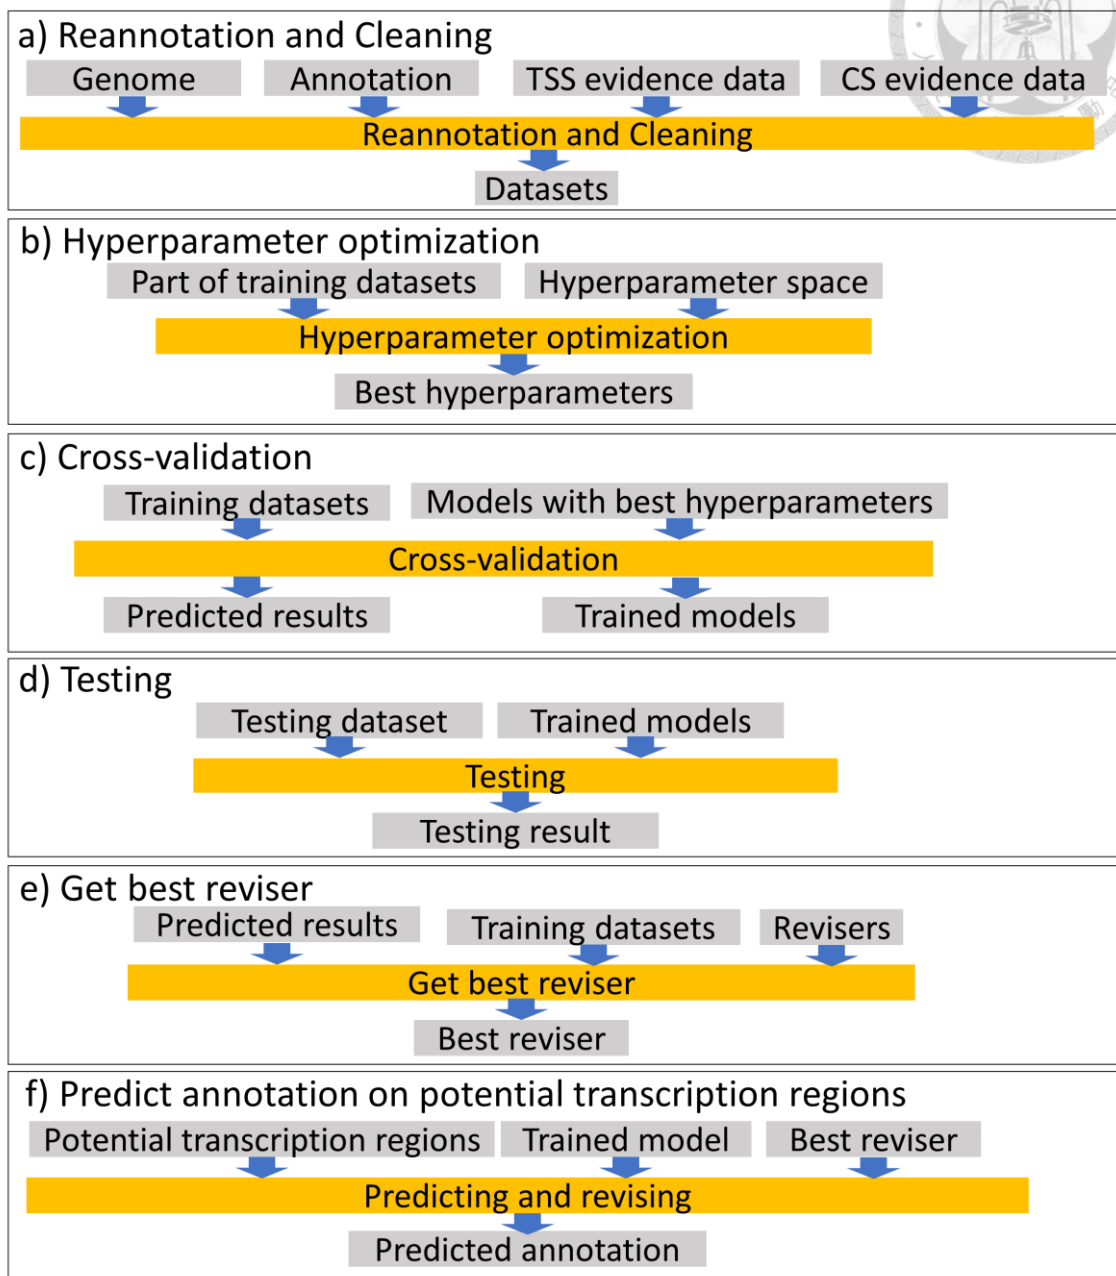 a) Reannotation and Cleaning
Genome Annotation TSS evidence data CS evidence data
Reannotation and Cleaning
Datasets
b) Hyperparameter optimization
Part of training datasets Hyperparameter space
Hyperparameter optimization
Best hyperparameters
c) Cross-validation
Training datasets Models with best hyperparameters
Cross-validation
Predicted results Trained models
d) Testing
Testing dataset Trained models
Testing
Testing result
e) Get best reviser
Predicted results Training datasets Revisers
Get best reviser
Best reviser
f) Predict annotation on potential transcription regions
Potential transcription regions Trained model Best reviser
Predicting and revising
Predicted annotation